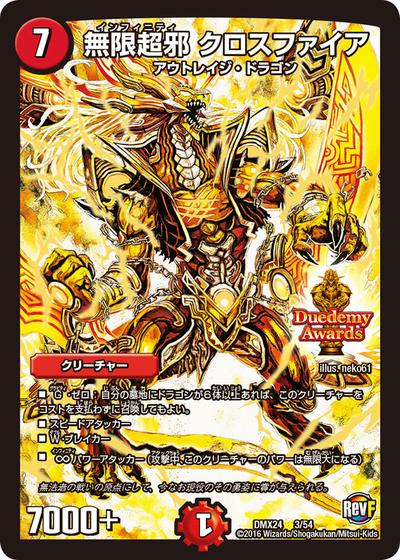 7
インフィニティ
無限超邪 クロスファイア
アウトレイジ・ドラゴン
Duedemy
Awards
illus. neko61
クリーチャー
■ G・ゼロ:自分の墓地にドラゴンが6体以上あれば、このクリーチャーを
コストを支払わずに召喚してもよい。
■ スピードアタッカー
■ W・ブレイカー
■ ∞パワーアタッカー(攻撃中、このクリーチャーのパワーは無限大になる)
無法者の戦いの原点にして、今なお現役のその勇姿に誉が与えられる。
7000+
1
DMX24 3/54
©2016 Wizards/Shogakukan/Mitsui-Kids
RevF